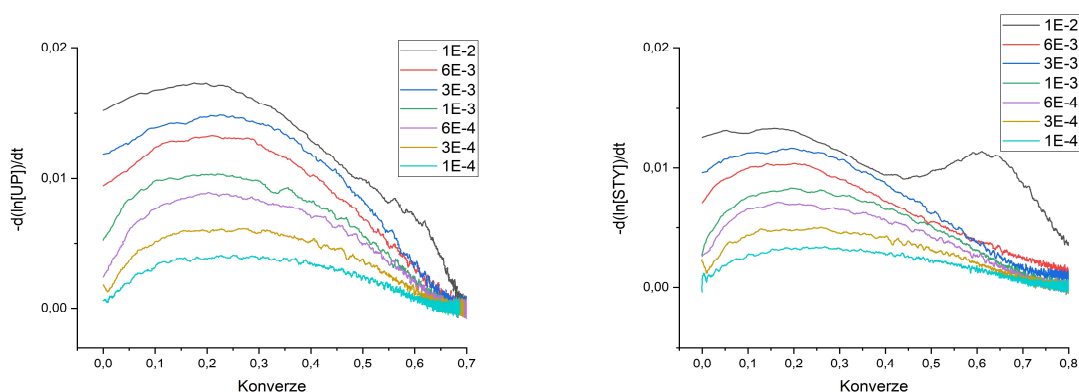 -d(ln[UP])/dt
0,02
0,01
0,00
0,0 0,1 0,2 0,3 0,4 0,5 0,6 0,7
Konverze
1E-2
6E-3
3E-3
1E-3
6E-4
3E-4
1E-4
-d(ln[STY])/dt
0,02
0,01
0,00
0,0 0,1 0,2 0,3 0,4 0,5 0,6 0,7 0,8
Konverze
1E-2
6E-3
3E-3
1E-3
6E-4
3E-4
1E-4